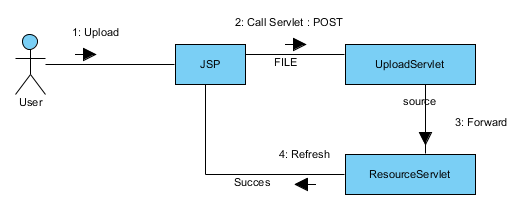 1: Upload
2: Call Servlet : POST
JSP
FILE
UploadServlet
User
source
3: Forward
4: Refresh
Succes
ResourceServlet